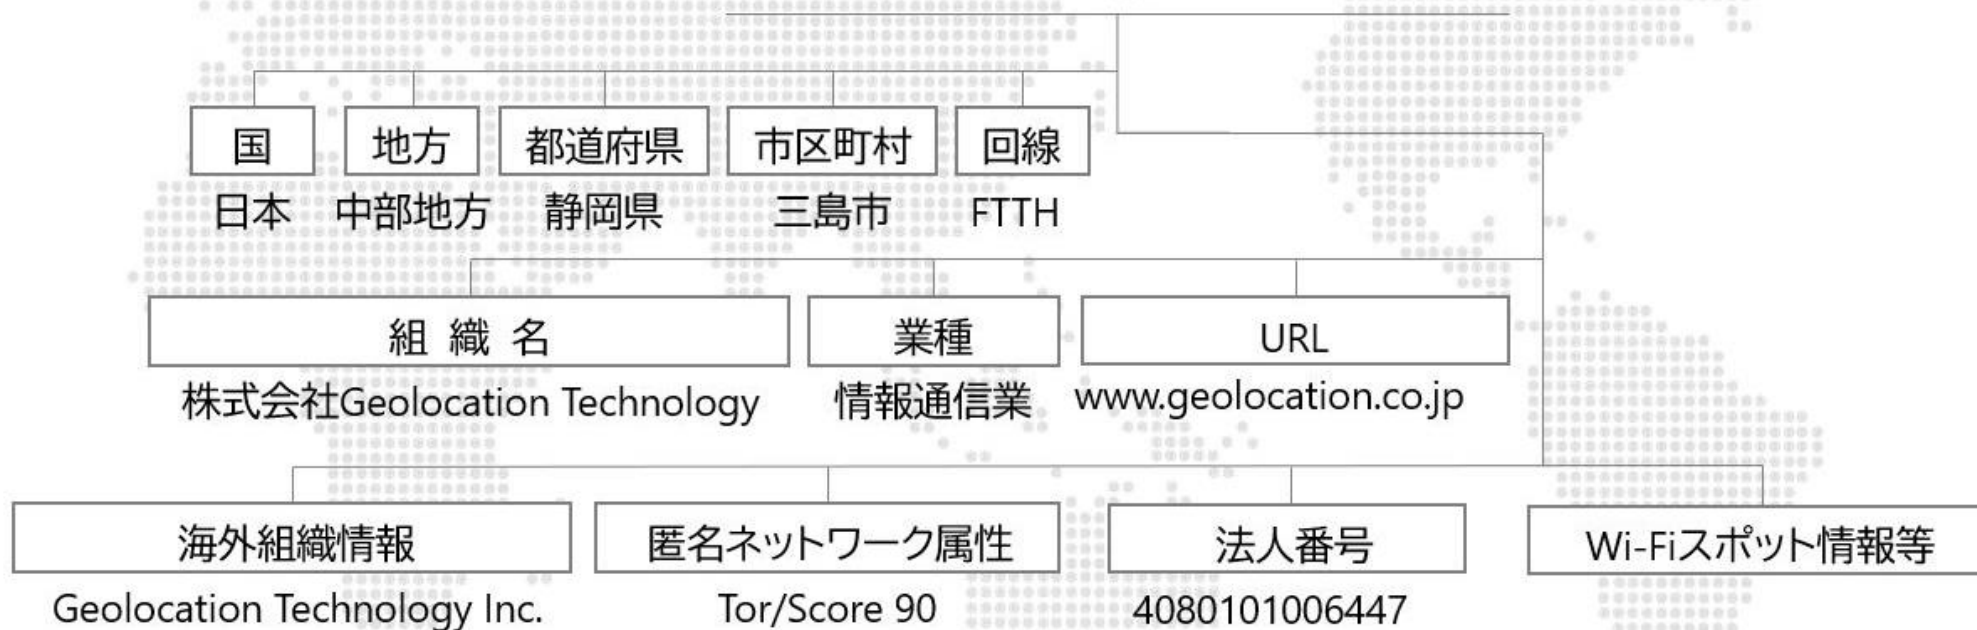 国 地方 都道府県 市区町村 回線
日本 中部地方 静岡県 三島市 FTTH
組 織 名 業種 URL
株式会社Geolocation Technology 情報通信業 www.geolocation.co.jp
海外組織情報 匿名ネットワーク属性 法人番号 Wi-Fiスポット情報等
Geolocation Technology Inc. Tor/Score 90 4080101006447